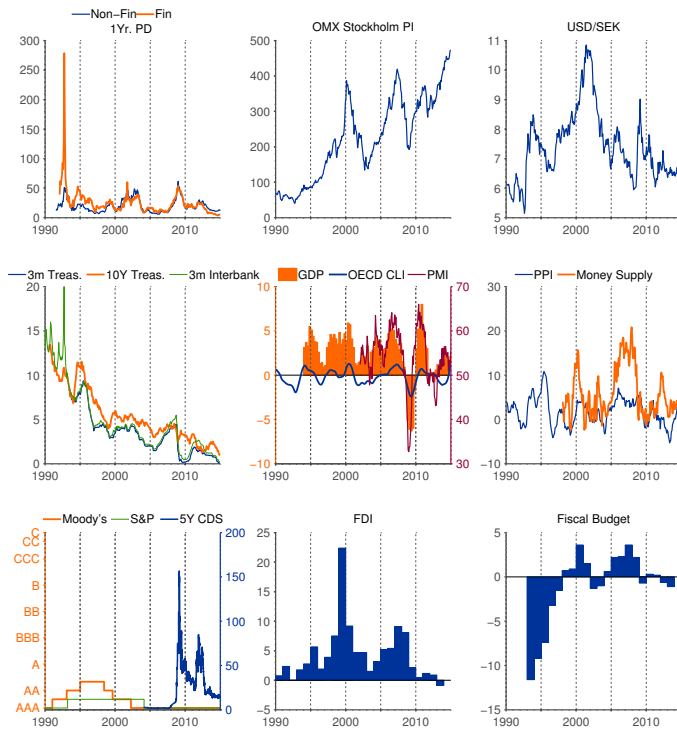 Non−Fin Fin
1Yr. PD
300
250
200
150
100
50
0
1990 2000 2010
OMX Stockholm PI
500
400
300
200
100
0
1990 2000 2010
USD/SEK
11
10
9
8
7
6
5
1990 2000 2010
3m Treas. 10Y Treas. 3m Interbank
20
15
10
5
0
1990 2000 2010
GDP OECD CLI PMI
10
5
0
−5
−10
70
60
50
40
30
1990 2000 2010
PPI Money Supply
30
20
10
0
−10
1990 2000 2010
Moody's S&P 5Y CDS
C
CC
CCC
B
BB
BBB
A
AA
AAA
200
150
100
50
0
1990 2000 2010
FDI
25
20
15
10
5
0
−5
1990 2000 2010
Fiscal Budget
5
0
−5
−10
−15
1990 2000 2010